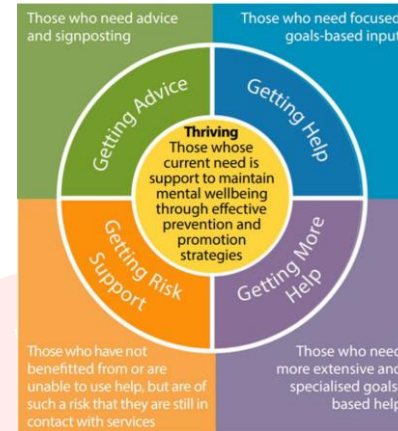 Those who need advice
and signposting
Those who need focused
goals-based input
Getting Advice
Getting Help
Thriving
Those whose
current need is
support to maintain
mental wellbeing
through effective
prevention and
promotion
strategies
Getting Risk
Support
Getting More
Help
Those who have not
benefitted from or are
unable to use help, but are of
such a risk that they are still in
contact with services
Those who need
more extensive and
specialised goals-
based help